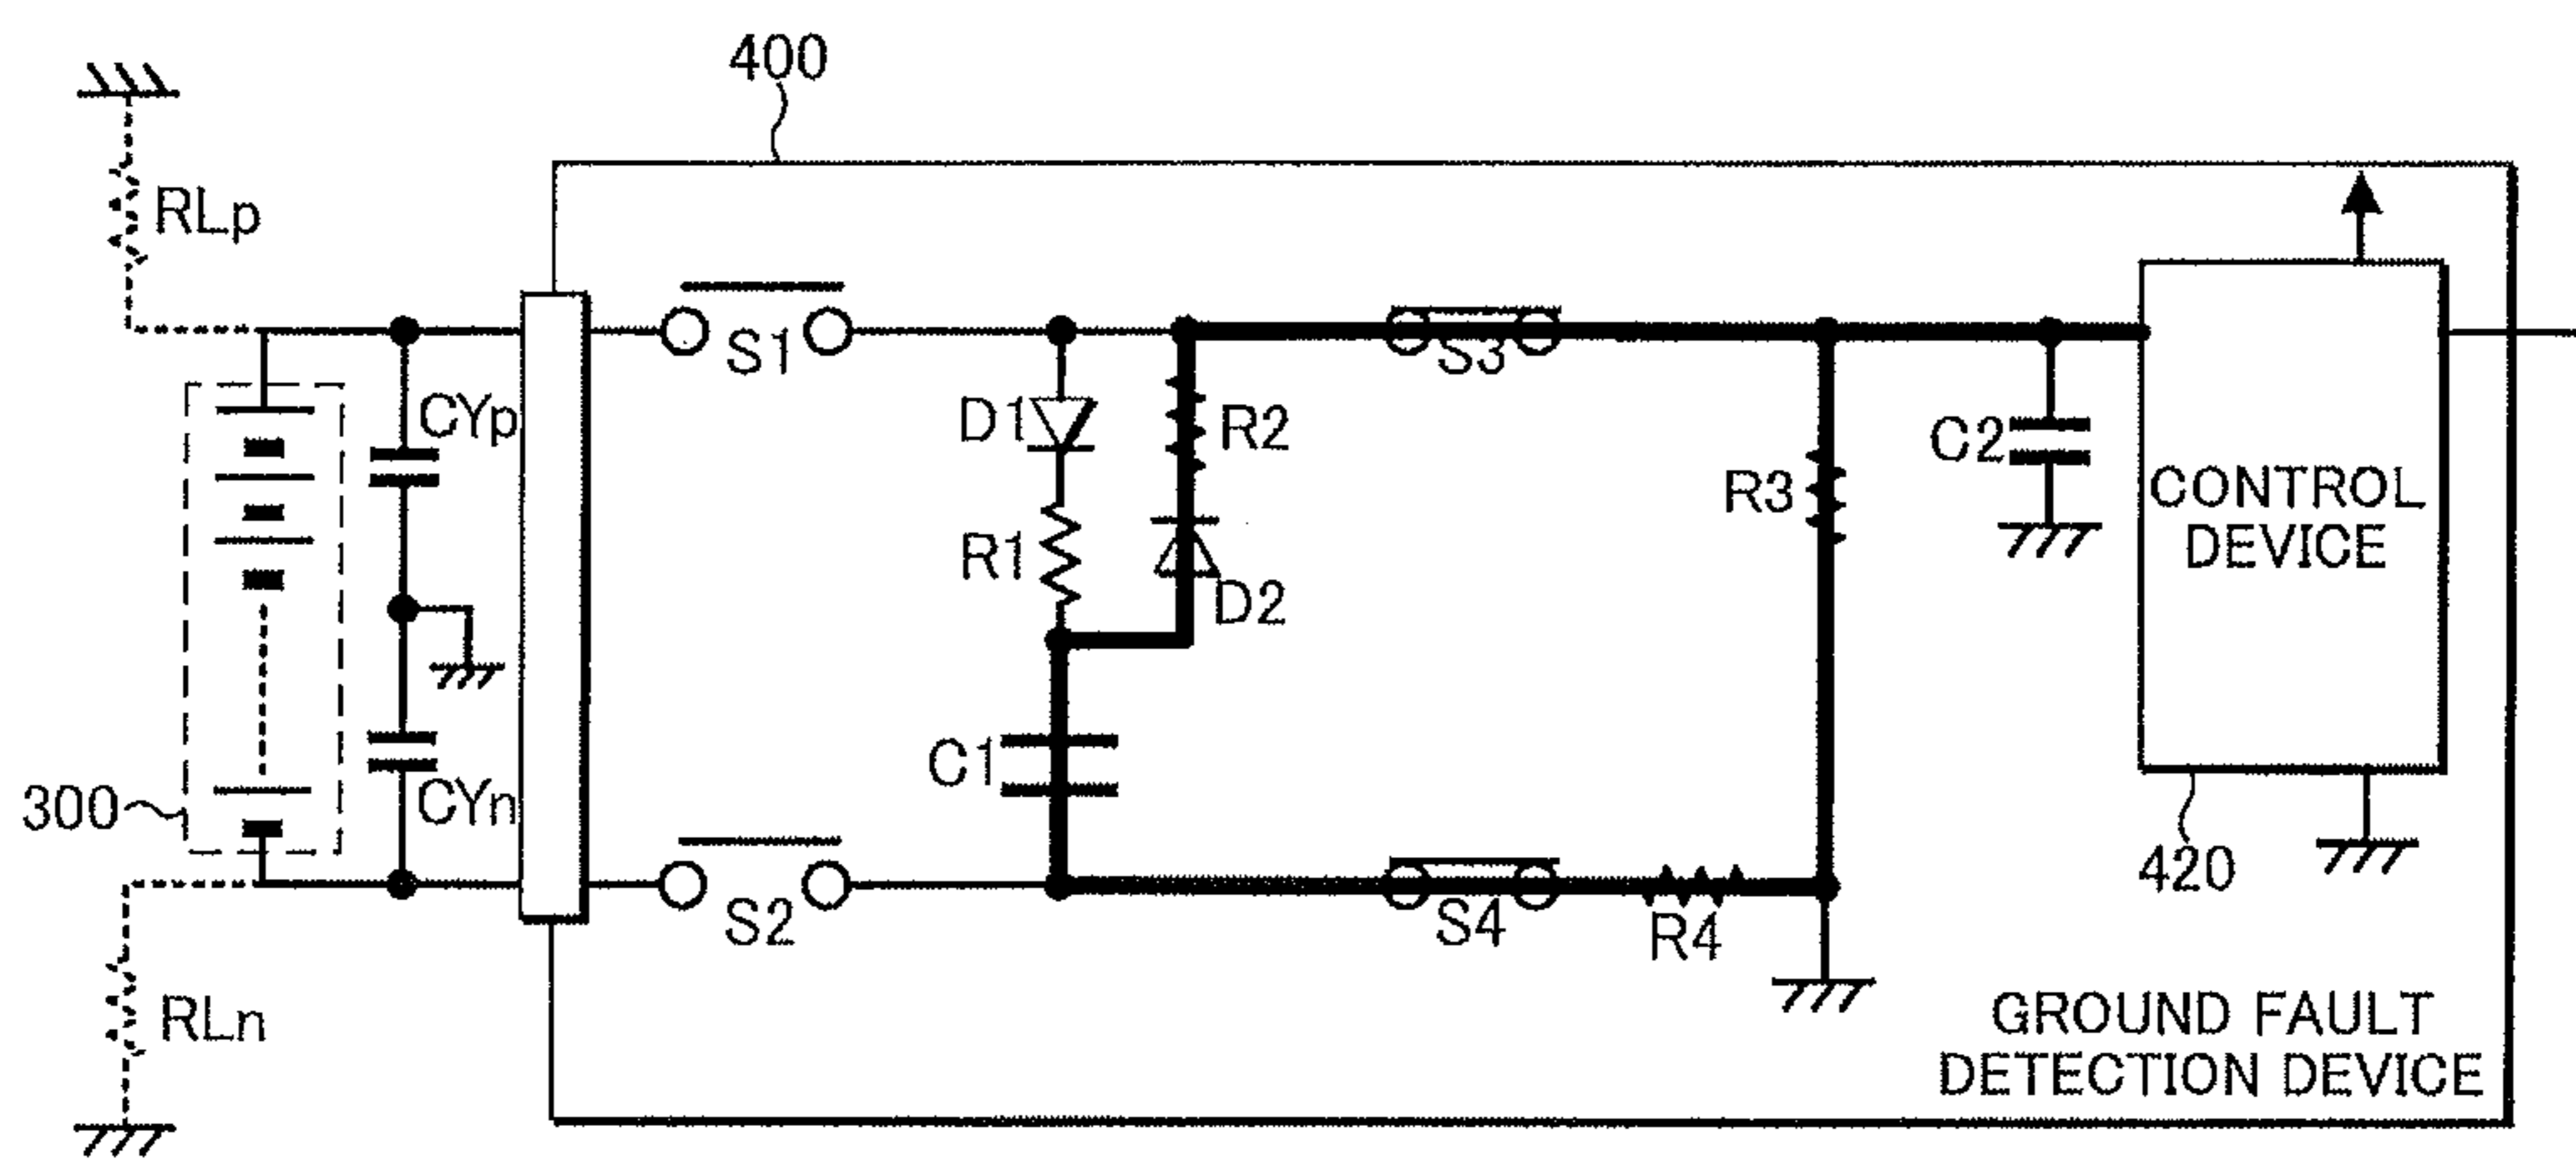 400
RLp
S1
S3
CYp
D1
R2
C2
R3
CONTROL
DEVICE
R1
D2
C1
300
CYn
420
S2
S4
R4
RLn
GROUND FAULT
DETECTION DEVICE